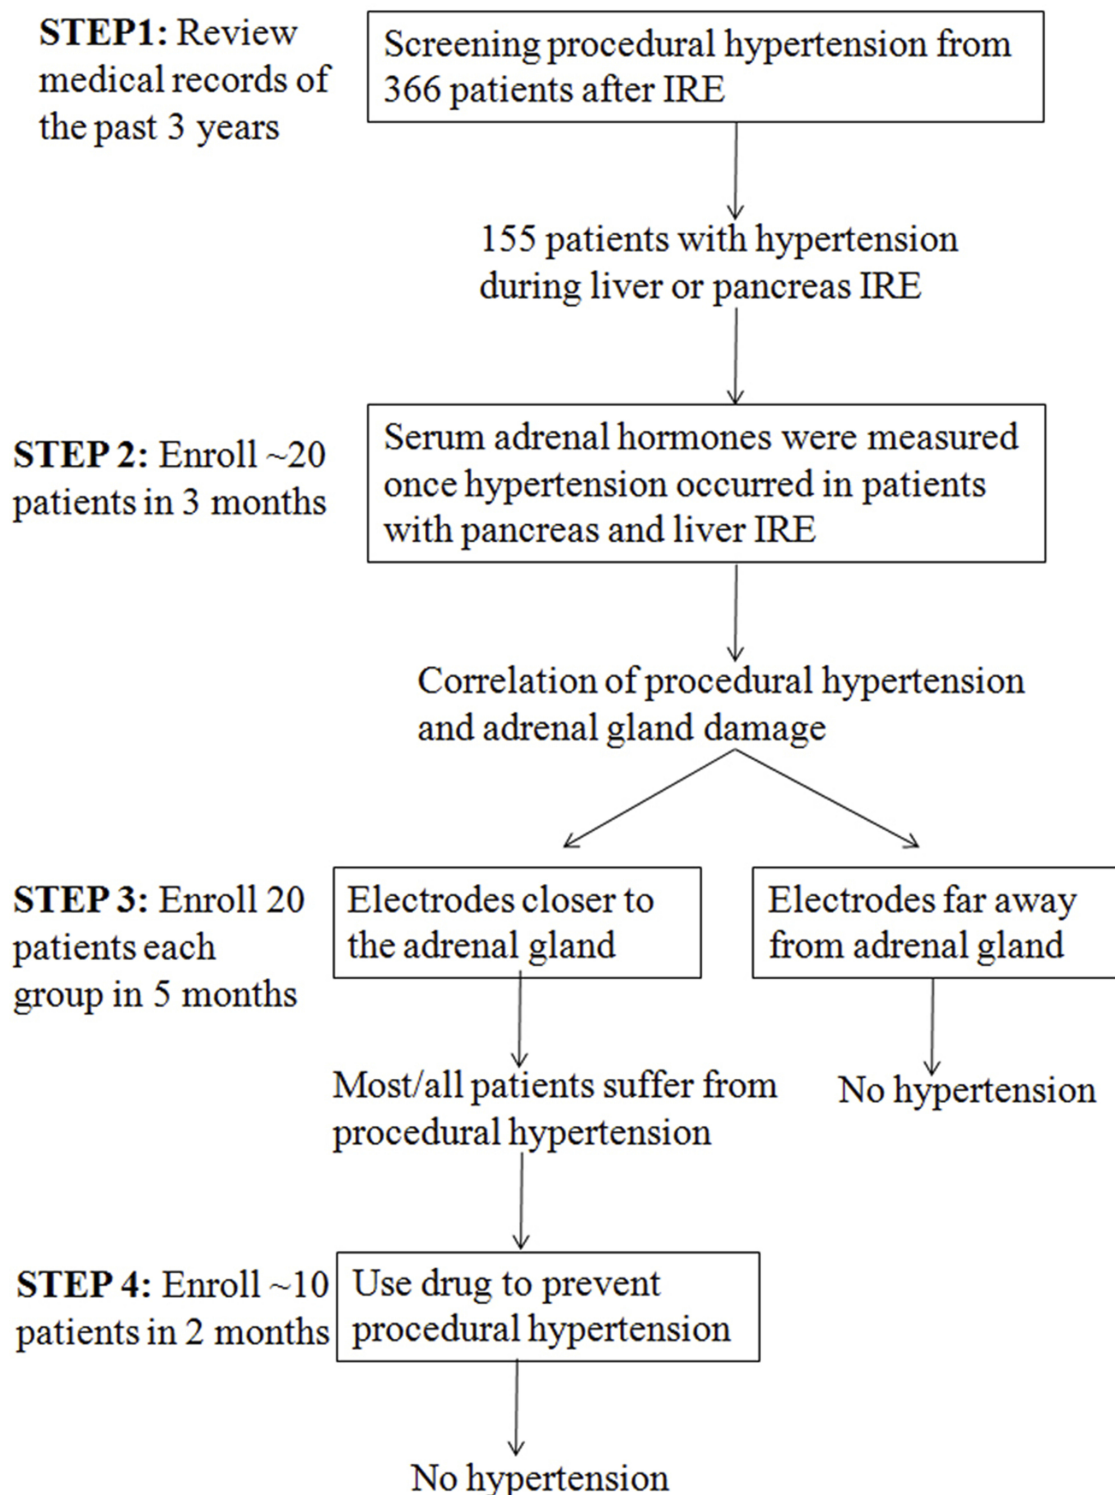 STEP1: Review
medical records of
the past 3 years
Screening procedural hypertension from
366 patients after IRE
155 patients with hypertension
during liver or pancreas IRE
STEP 2: Enroll ~20
patients in 3 months
Serum adrenal hormones were measured
once hypertension occurred in patients
with pancreas and liver IRE
Correlation of procedural hypertension
and adrenal gland damage
STEP 3: Enroll 20
patients each
group in 5 months
Electrodes closer to
the adrenal gland
Electrodes far away
from adrenal gland
Most/all patients suffer from
procedural hypertension
No hypertension
STEP 4: Enroll ~10
patients in 2 months
Use drug to prevent
procedural hypertension
No hypertension